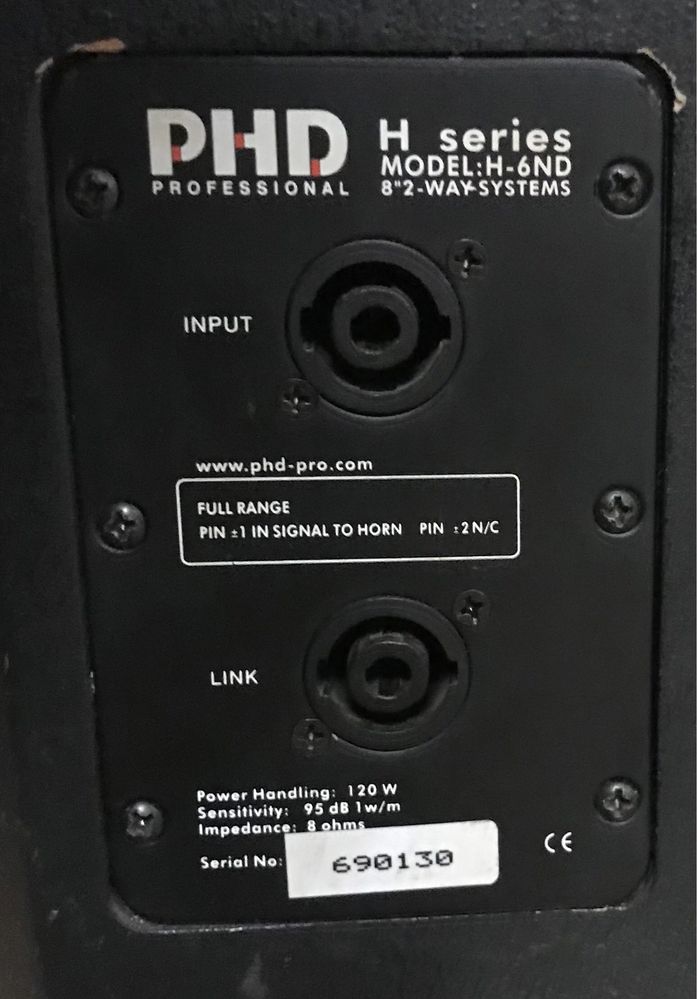 PHD
PROFESSIONAL
H series
MODEL:H-6ND
8"2-WAY-SYSTEMS
INPUT
www.phd-pro.com
FULL RANGE
PIN ±1 IN SIGNAL TO HORN PIN ±2 N/C
LINK
Power Handling: 120 W
Sensitivity: 95 dB 1w/m
Impedance: 8 ohms
Serial No: 690130
CE